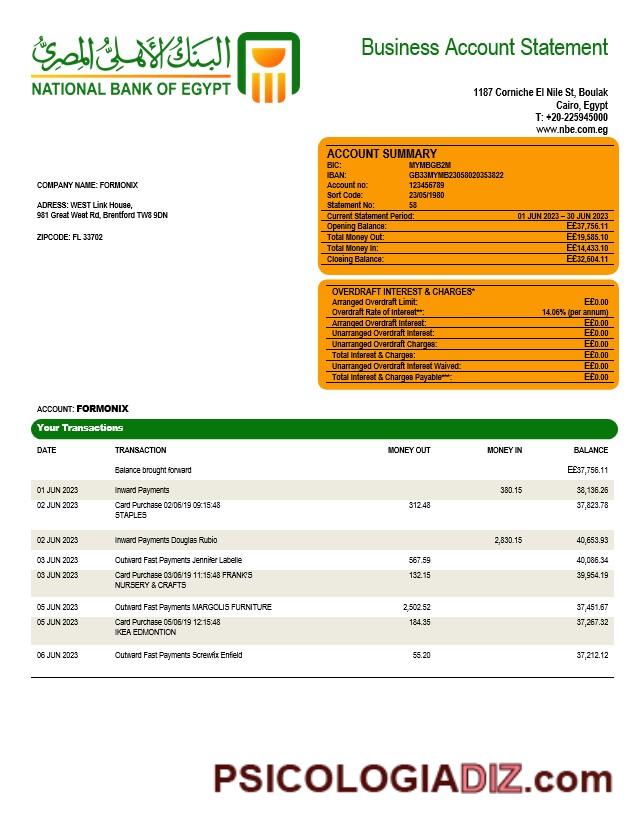 البنك الأهلي المصري
NATIONAL BANK OF EGYPT
Business Account Statement
1187 Corniche El Nile St, Boulak
Cairo, Egypt
T: +20-225945000
www.nbe.com.eg
COMPANY NAME: FORMONIX
ADRESS: WEST Link House,
981 Great West Rd, Brentford TW8 9DN
ZIPCODE: FL 33702
ACCOUNT SUMMARY
BIC: MYMBGB2M
IBAN: GB33MYMB23058020353822
Account no: 123456789
Sort Code: 23/05/1980
Statement No: 58
Current Statement Period: 01 JUN 2023 – 30 JUN 2023
Opening Balance: E£37,756.11
Total Money Out: E£19,585.10
Total Money In: E£14,433.10
Closing Balance: E£32,604.11
OVERDRAFT INTEREST & CHARGES*
Arranged Overdraft Limit: E£0.00
Overdraft Rate of Interest**: 14.06% (per annum)
Arranged Overdraft Interest: E£0.00
Unarranged Overdraft Interest: E£0.00
Unarranged Overdraft Charges: E£0.00
Total Interest & Charges: E£0.00
Unarranged Overdraft Interest Waived: E£0.00
Total Interest & Charges Payable***: E£0.00
ACCOUNT: FORMONIX
Your Transactions
DATE TRANSACTION MONEY OUT MONEY IN BALANCE
Balance brought forward E£37,756.11
01 JUN 2023 Inward Payments 380.15 38,136.26
02 JUN 2023 Card Purchase 02/06/19 09:15:48 312.48 37,823.78
STAPLES
02 JUN 2023 Inward Payments Douglas Rubio 2,830.15 40,653.93
03 JUN 2023 Outward Fast Payments Jennifer Labelle 567.59 40,086.34
03 JUN 2023 Card Purchase 03/06/19 11:15:48 FRANK'S 132.15 39,954.19
NURSERY & CRAFTS
05 JUN 2023 Outward Fast Payments MARGOLIS FURNITURE 2,502.52 37,451.67
05 JUN 2023 Card Purchase 05/06/19 12:15:48 184.35 37,267.32
IKEA EDMONTION
06 JUN 2023 Outward Fast Payments Screwfix Enfield 55.20 37,212.12
PSICOLOGIADIZ.com